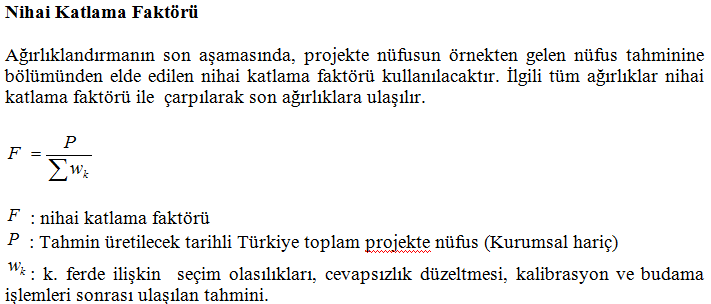 Nihai Katlama Faktörü
Ağırlıklandırmanın son aşamasında, projekte nüfusun örnekten gelen nüfus tahminine
bölümünden elde edilen nihai katlama faktörü kullanılacaktır. İlgili tüm ağırlıklar nihai
katlama faktörü ile çarpılarak son ağırlıklara ulaşılır.
F = P / ∑ w_k
F : nihai katlama faktörü
P : Tahmin üretilecek tarihli Türkiye toplam projekte nüfus (Kurumsal hariç)
w_k : k. ferde ilişkin seçim olasılıkları, cevapsızlık düzeltmesi, kalibrasyon ve budama
işlemleri sonrası ulaşılan tahmini.